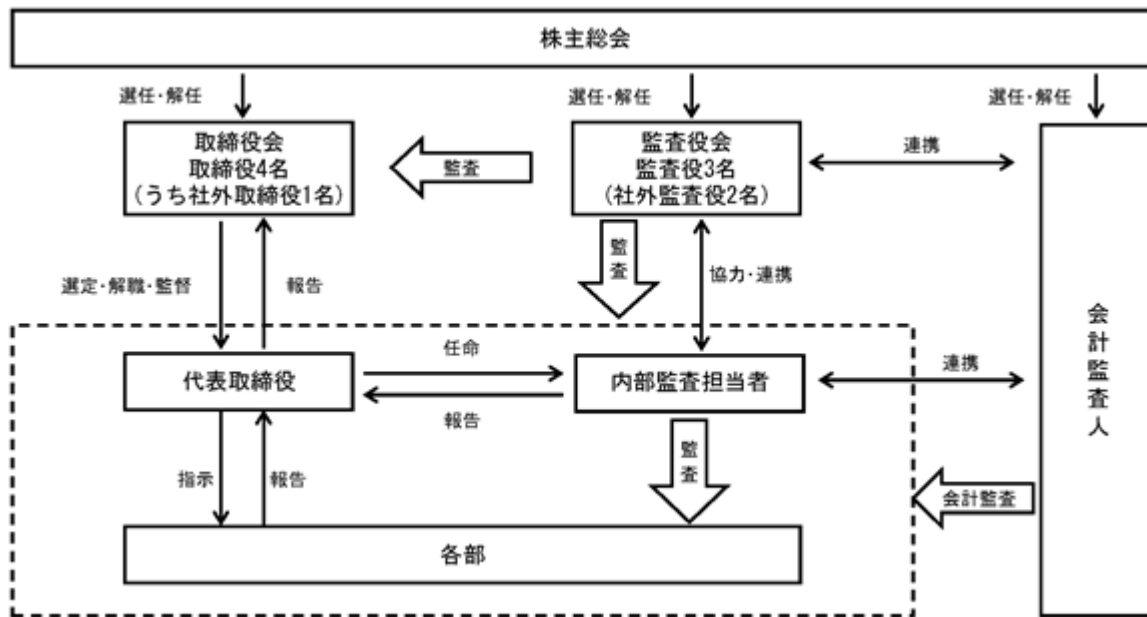 株主総会
選任・解任
選任・解任
選任・解任
取締役会
取締役4名
(うち社外取締役1名)
監査
監査役会
監査役3名
(社外監査役2名)
連携
選定・解職・監督
報告
監査
協力・連携
会計監査人
代表取締役
任命
報告
内部監査担当者
連携
指示
報告
監査
会計監査
各部